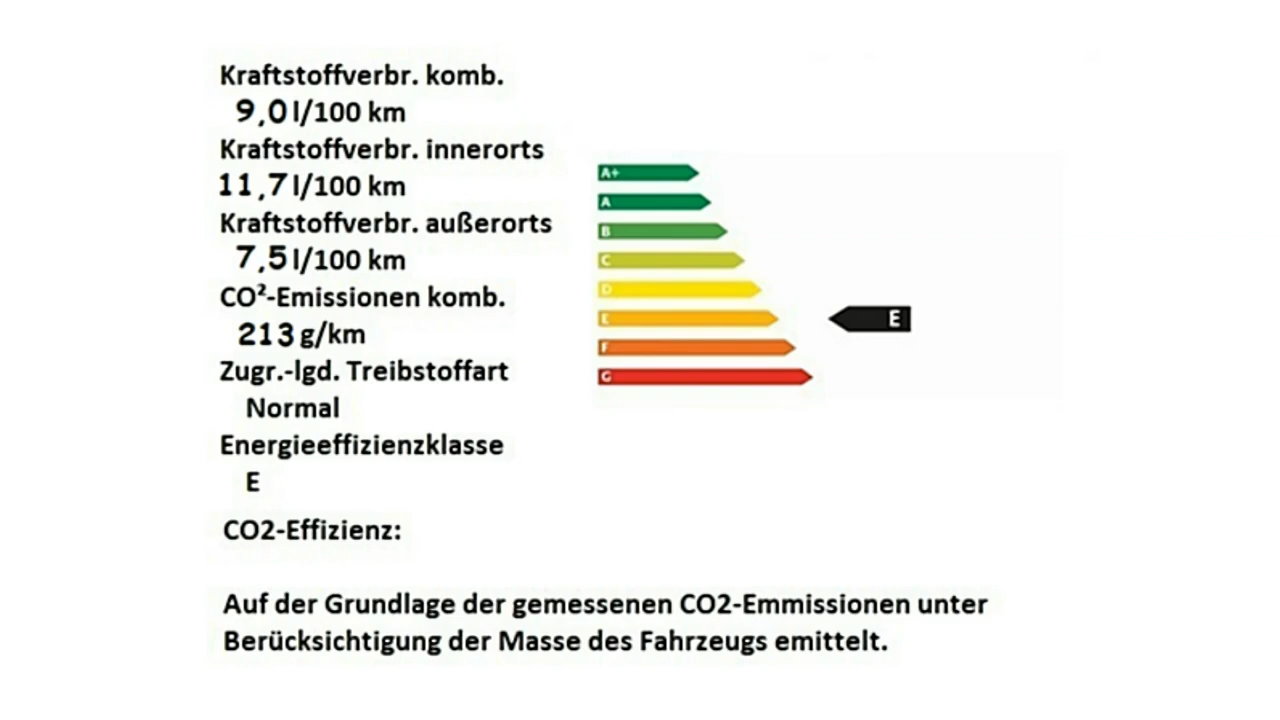 Kraftstoffverbr. komb.
9,0 l/100 km
Kraftstoffverbr. innerorts
11,7 l/100 km
Kraftstoffverbr. außerorts
7,5 l/100 km
CO²-Emissionen komb.
213 g/km
Zugr.-lgd. Treibstoffart
Normal
Energieeffizienzklasse
E
CO2-Effizienz:
Auf der Grundlage der gemessenen CO2-Emmissionen unter
Berücksichtigung der Masse des Fahrzeugs emittelt.
A+
A
B
C
D
E
E
F
G